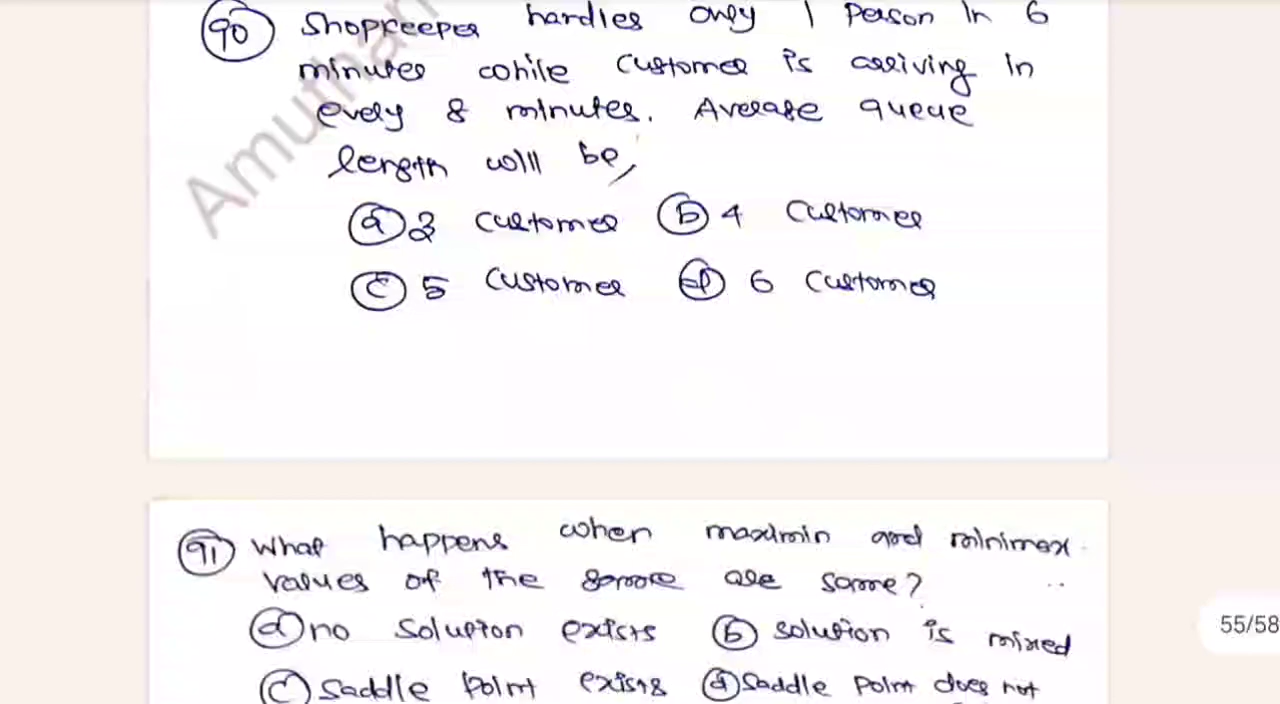 90 Shopkeeper handles only 1 Person in 6
minutes while Customer is arriving in
every 8 minutes. Average queue
length will be,
a 3 customer b 4 customer
c 5 customer d 6 customer
91 What happens when maximin and minimax
values of the game are same?
a no solution exists b solution is mixed
c saddle point exists d saddle point does not
55/58
Amutha